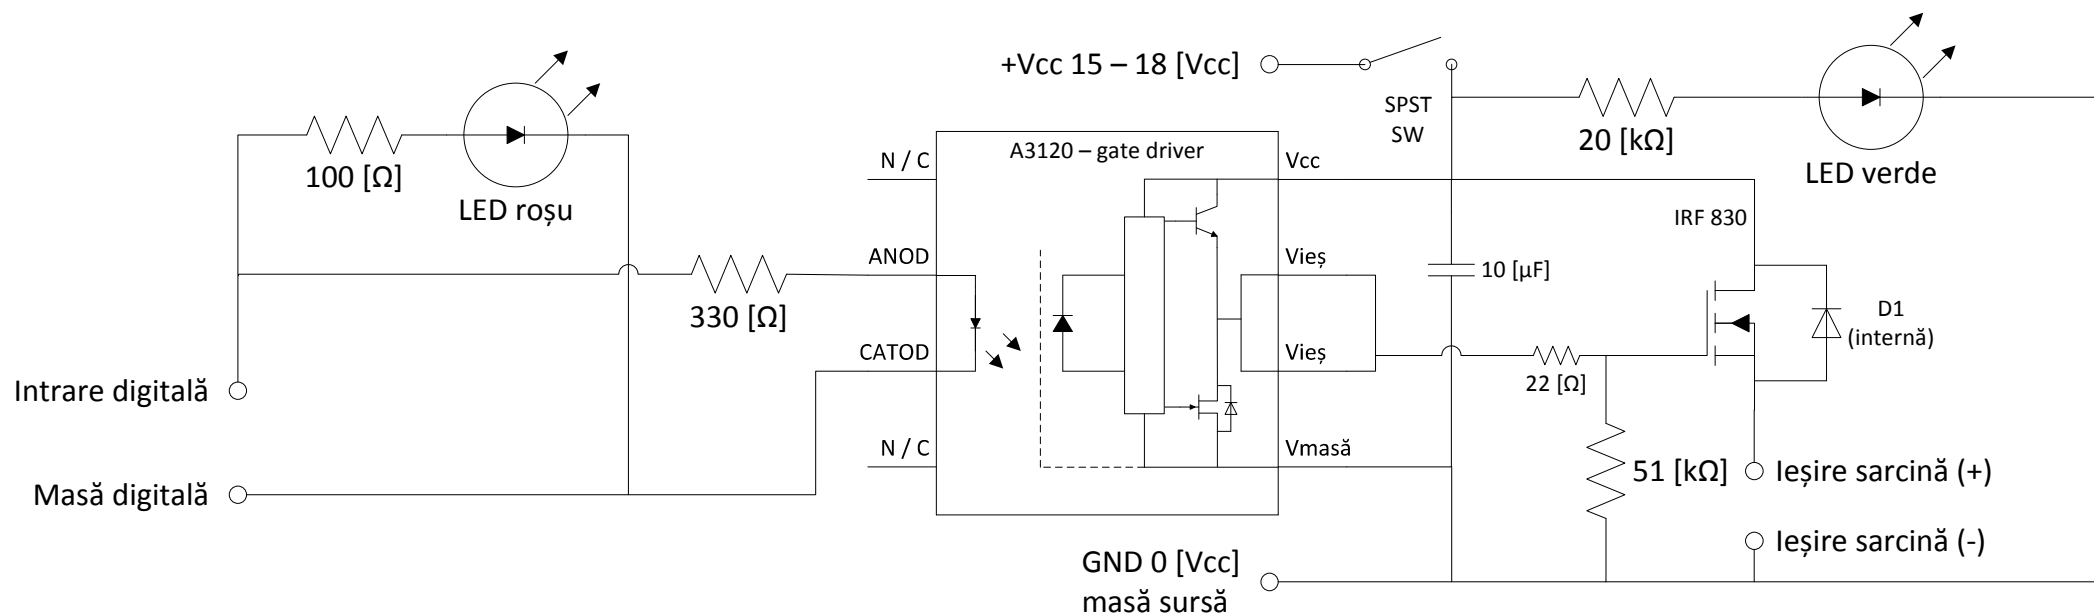 +Vcc 15 – 18 [Vcc]
SPST
SW
20 [kΩ]
LED verde
100 [Ω]
LED roșu
N / C
A3120 – gate driver
Vcc
IRF 830
ANOD
Vieș
10 [µF]
330 [Ω]
D1
(internă)
CATOD
Vieș
22 [Ω]
Intrare digitală
N / C
Vmasă
51 [kΩ]
Ieșire sarcină (+)
Masă digitală
Ieșire sarcină (-)
GND 0 [Vcc]
masă sursă